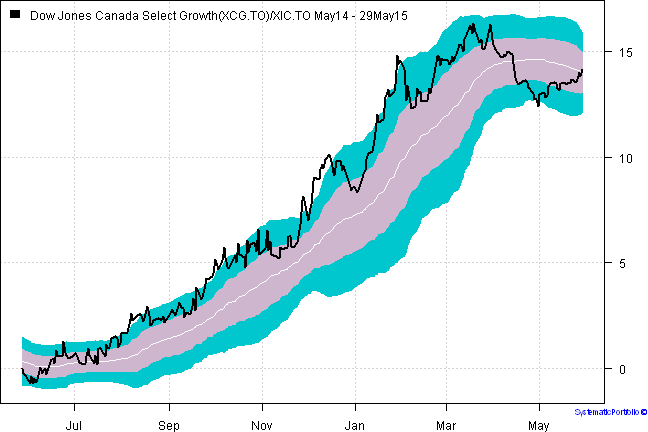 Dow Jones Canada Select Growth(XCG.TO)/XIC.TO May14 - 29May15
15
10
5
0
Jul Sep Nov Jan Mar May
SystematicPortfolio ©